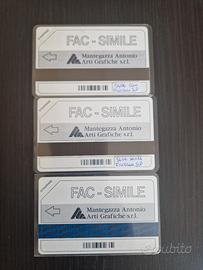 FAC - SIMILE
Mantegazza Antonio
Arti Grafiche s.r.l.
FAC - SIMILE
Mantegazza Antonio
Arti Grafiche s.r.l.
FAC - SIMILE
Mantegazza Antonio
Arti Grafiche s.r.l.
subito